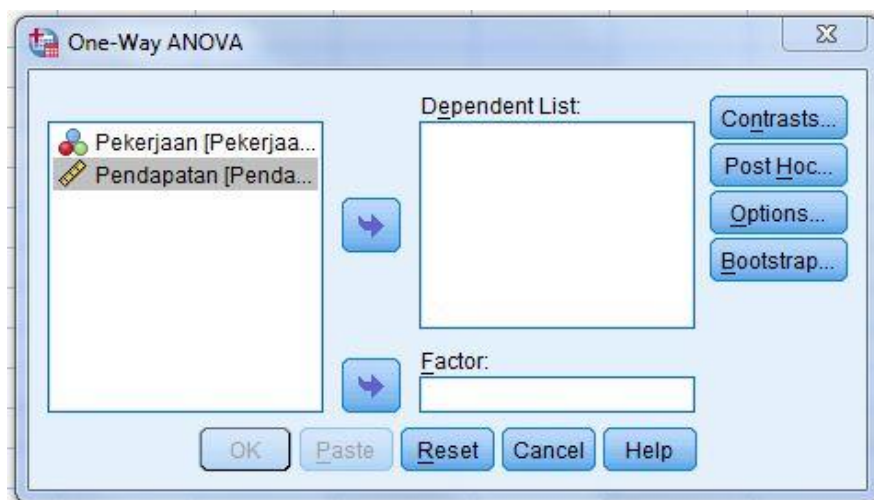 One-Way ANOVA
Pekerjaan [Pekerjaa...
Pendapatan [Penda...
Dependent List:
Factor:
Contrasts...
Post Hoc...
Options...
Bootstrap...
OK Paste Reset Cancel Help